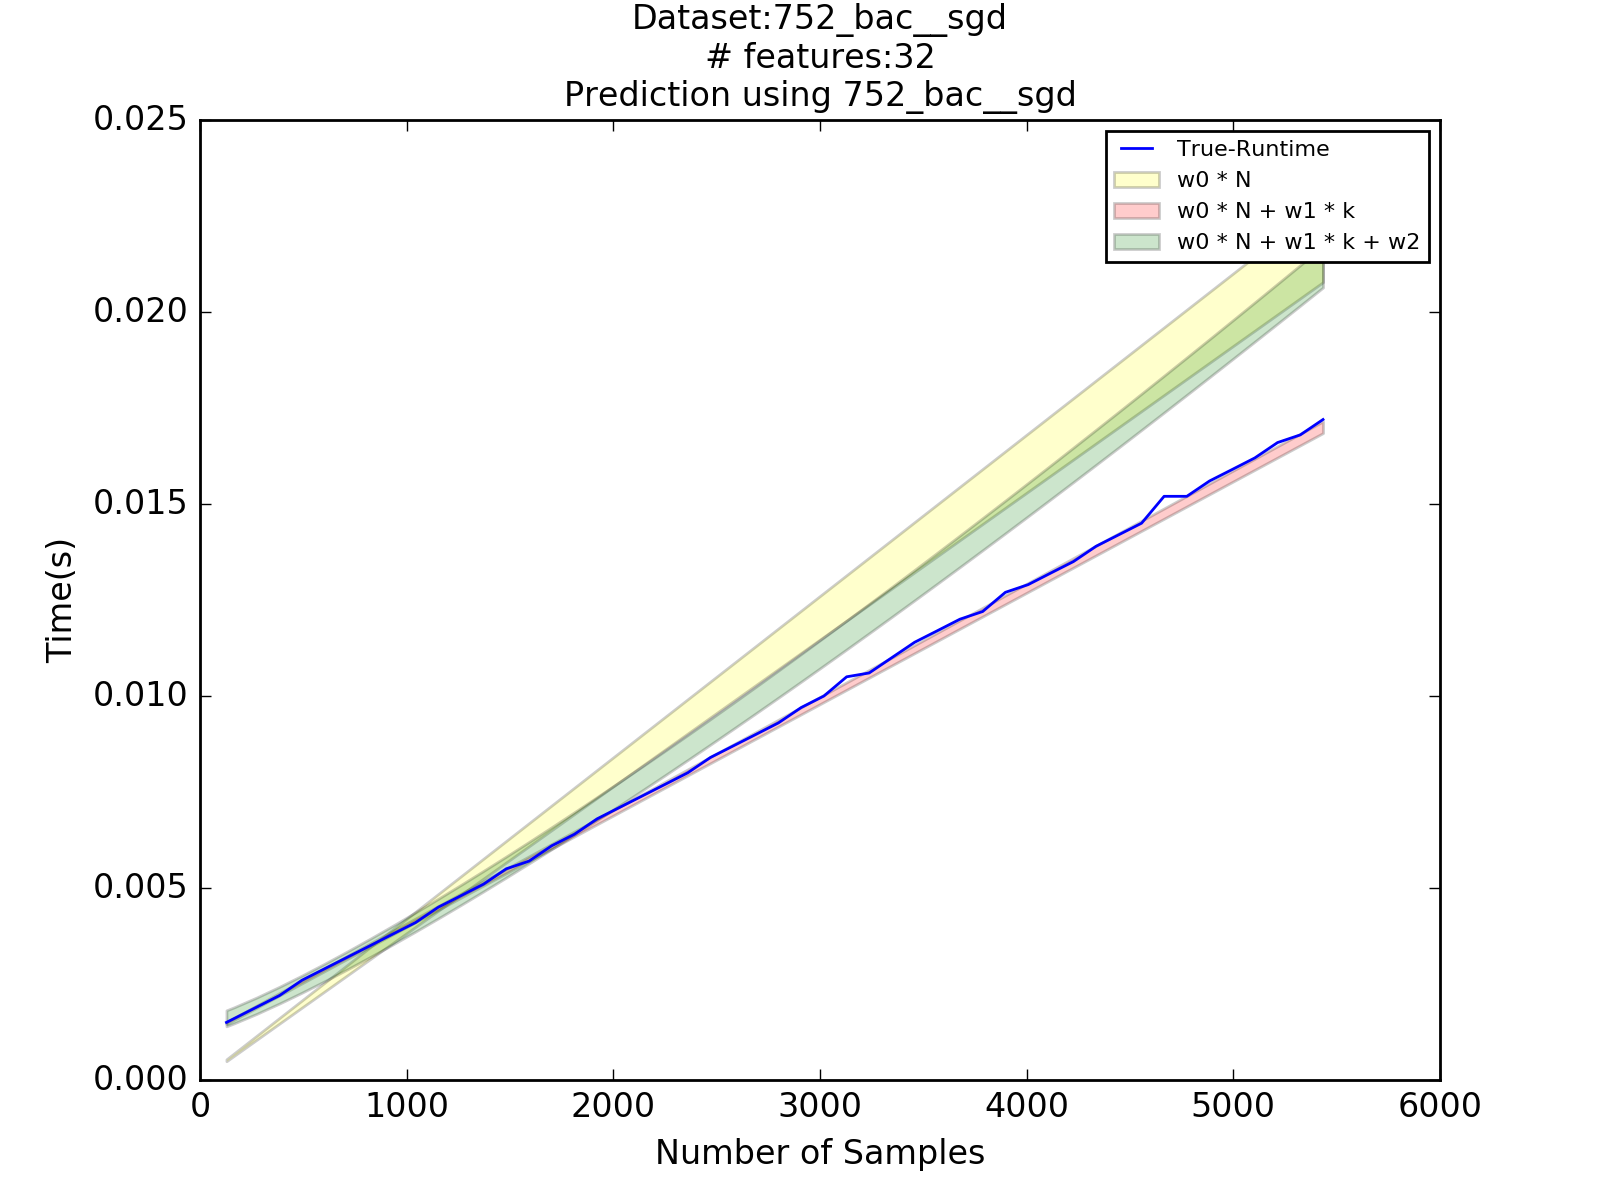 Dataset:752_bac__sgd
# features:32
Prediction using 752_bac__sgd
0.025
0.020
0.015
0.010
0.005
0.000
Time(s)
True-Runtime
w0 * N
w0 * N + w1 * k
w0 * N + w1 * k + w2
0 1000 2000 3000 4000 5000 6000
Number of Samples